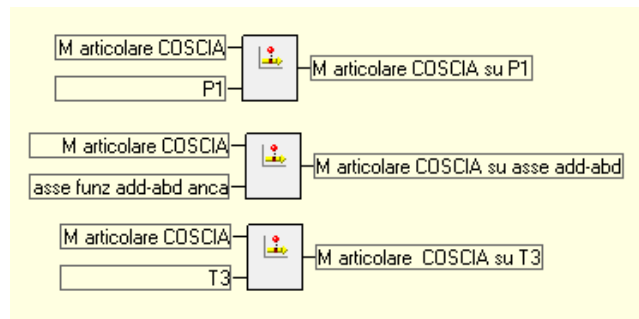 M articolare COSCIA
M articolare COSCIA su P1
P1
M articolare COSCIA
M articolare COSCIA su asse add-abd
asse funz add-abd anca
M articolare COSCIA
M articolare COSCIA su T3
T3